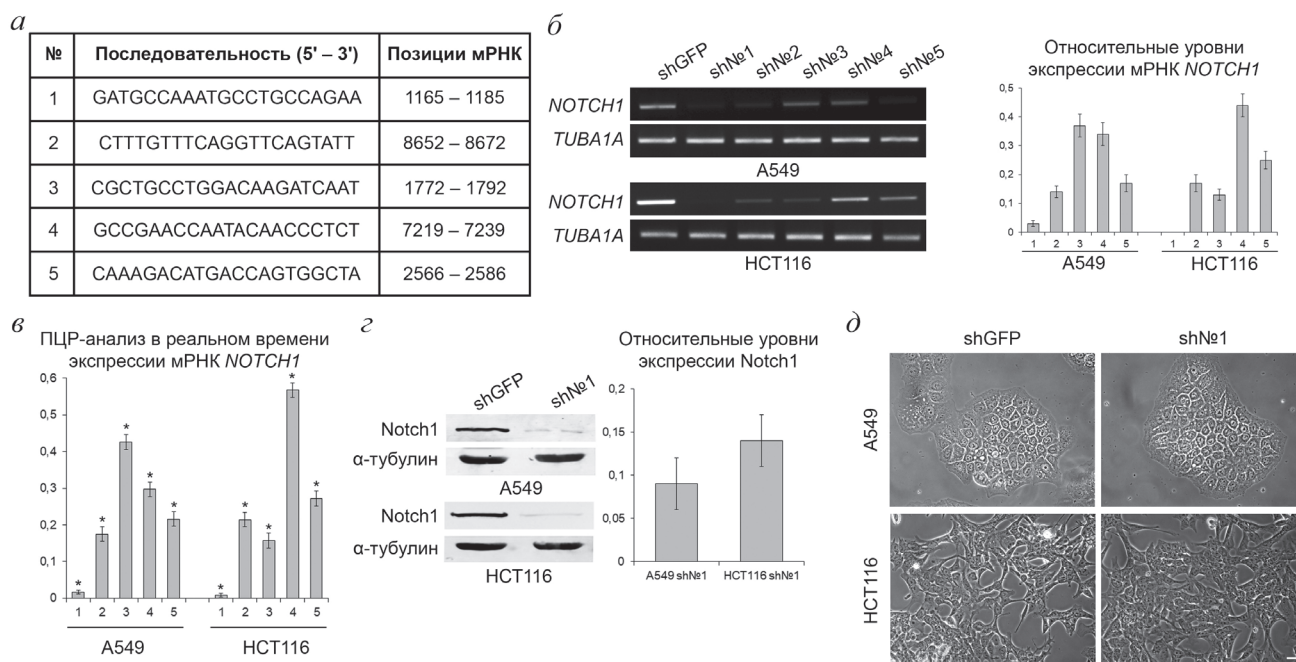 а
№ Последовательность (5' – 3') Позиции мРНК
1 GATGCCAAATGCCTGCCAGAA 1165 – 1185
2 CTTTGTTTCAGGTTCAGTATT 8652 – 8672
3 CGCTGCCTGGACAAGATCAAT 1772 – 1792
4 GCCGAACCAATACAACCCTCT 7219 – 7239
5 CAAAGACATGACCAGTGGCTA 2566 – 2586
б
shGFP sh№1 sh№2 sh№3 sh№4 sh№5
NOTCH1
TUBA1A
A549
NOTCH1
TUBA1A
HCT116
Относительные уровни
экспрессии мРНК NOTCH1
0,5
0,4
0,3
0,2
0,1
0
1 2 3 4 5 1 2 3 4 5
A549 HCT116
в
ПЦР-анализ в реальном времени
экспрессии мРНК NOTCH1
0,6
0,5
0,4
0,3
0,2
0,1
0
* * * * * * * * * *
1 2 3 4 5 1 2 3 4 5
A549 HCT116
г
shGFP sh№1
Notch1
α-тубулин
A549
Notch1
α-тубулин
HCT116
Относительные уровни
экспрессии Notch1
0,2
0,15
0,1
0,05
0
A549 sh№1 HCT116 sh№1
д
shGFP sh№1
A549
HCT116